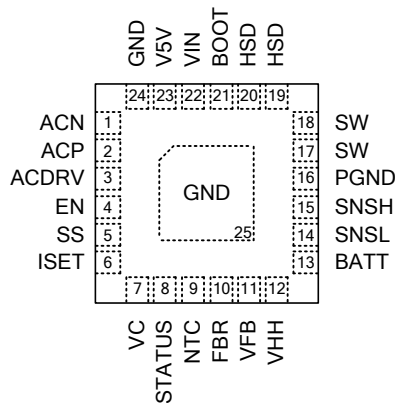 GND V5V VIN BOOT HSD HSD
24 23 22 21 20 19
ACN 1 18 SW
ACP 2 17 SW
ACDRV 3 16 PGND
GND
EN 4 15 SNSH
SS 5 25 14 SNSL
ISET 6 13 BATT
7 8 9 10 11 12
VC STATUS NTC FBR VFB VHH